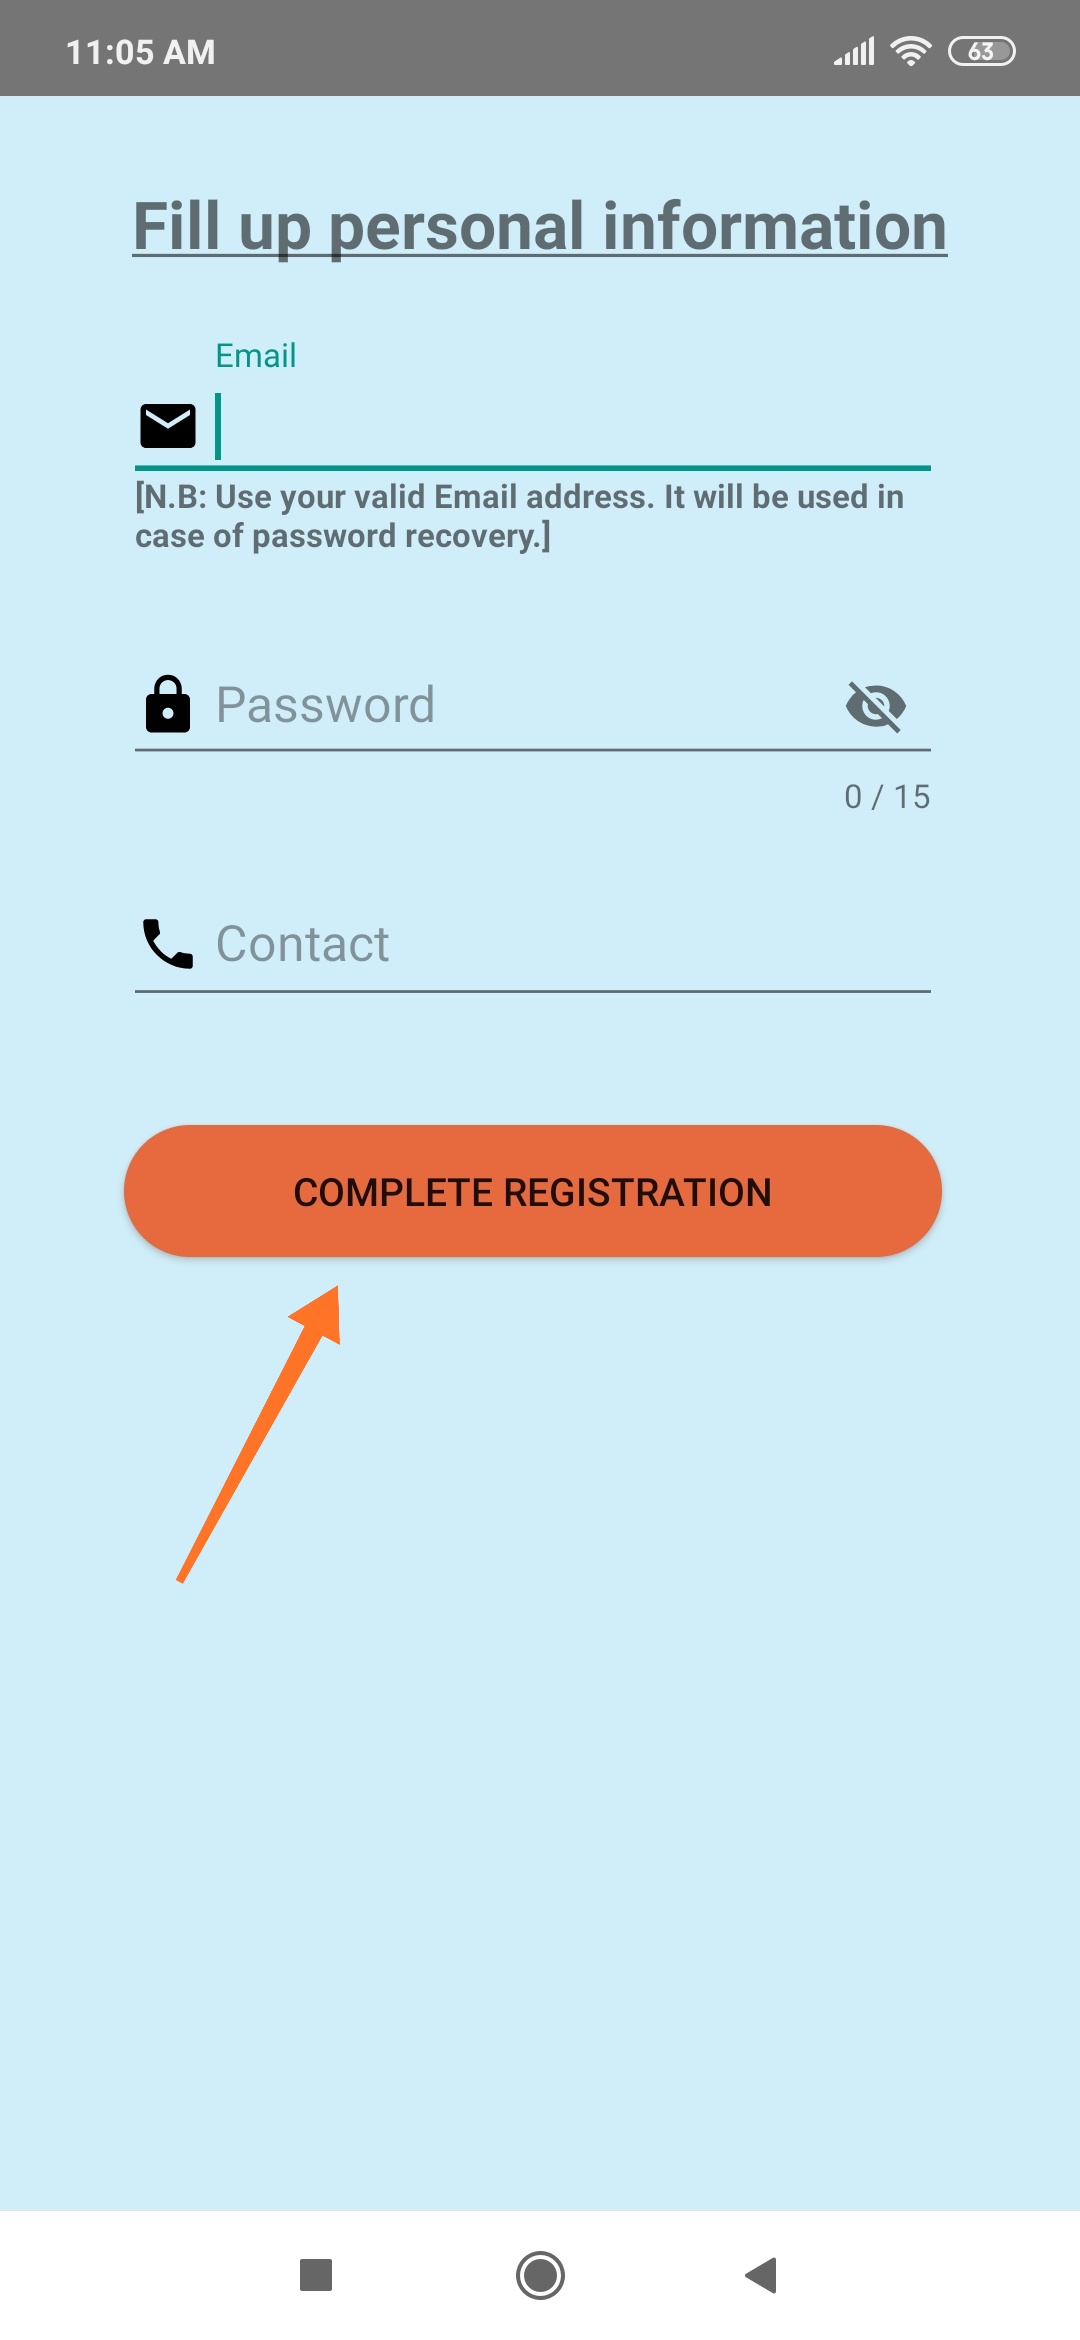 11:05 AM
63
Fill up personal information
Email
[N.B: Use your valid Email address. It will be used in
case of password recovery.]
Password
0 / 15
Contact
COMPLETE REGISTRATION